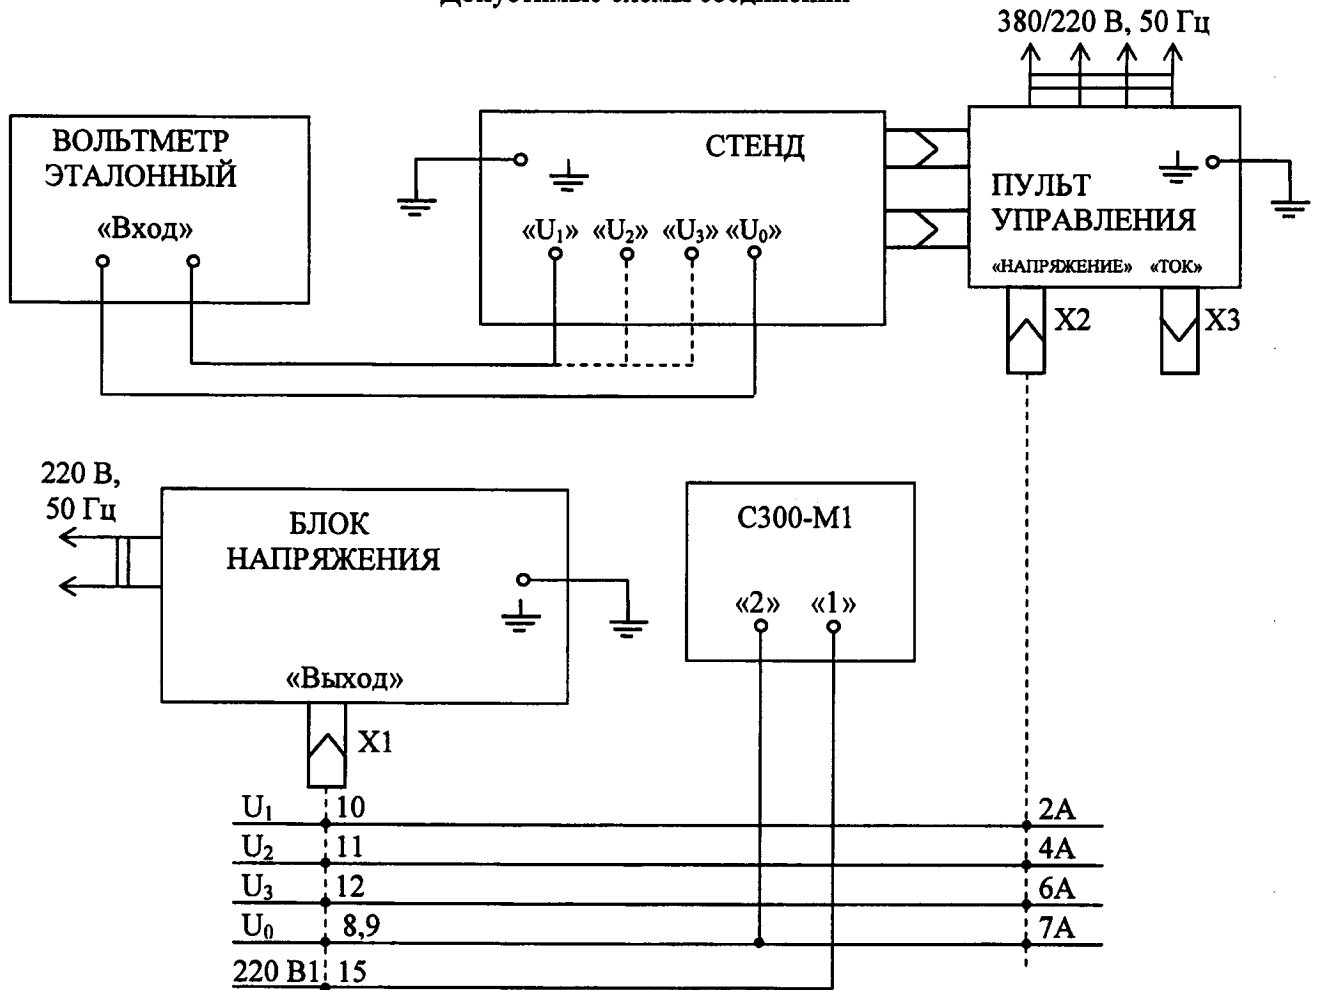 380/220 В, 50 Гц
ВОЛЬТМЕТР
ЭТАЛОННЫЙ
«Вход»
СТЕНД
«U₁» «U₂» «U₃» «U₀»
ПУЛЬТ
УПРАВЛЕНИЯ
«НАПРЯЖЕНИЕ» «ТОК»
X2
X3
220 В,
50 Гц
БЛОК
НАПРЯЖЕНИЯ
«Выход»
X1
С300-М1
«2» «1»
U₁ 10 2А
U₂ 11 4А
U₃ 12 6А
U₀ 8,9 7А
220 В1 15